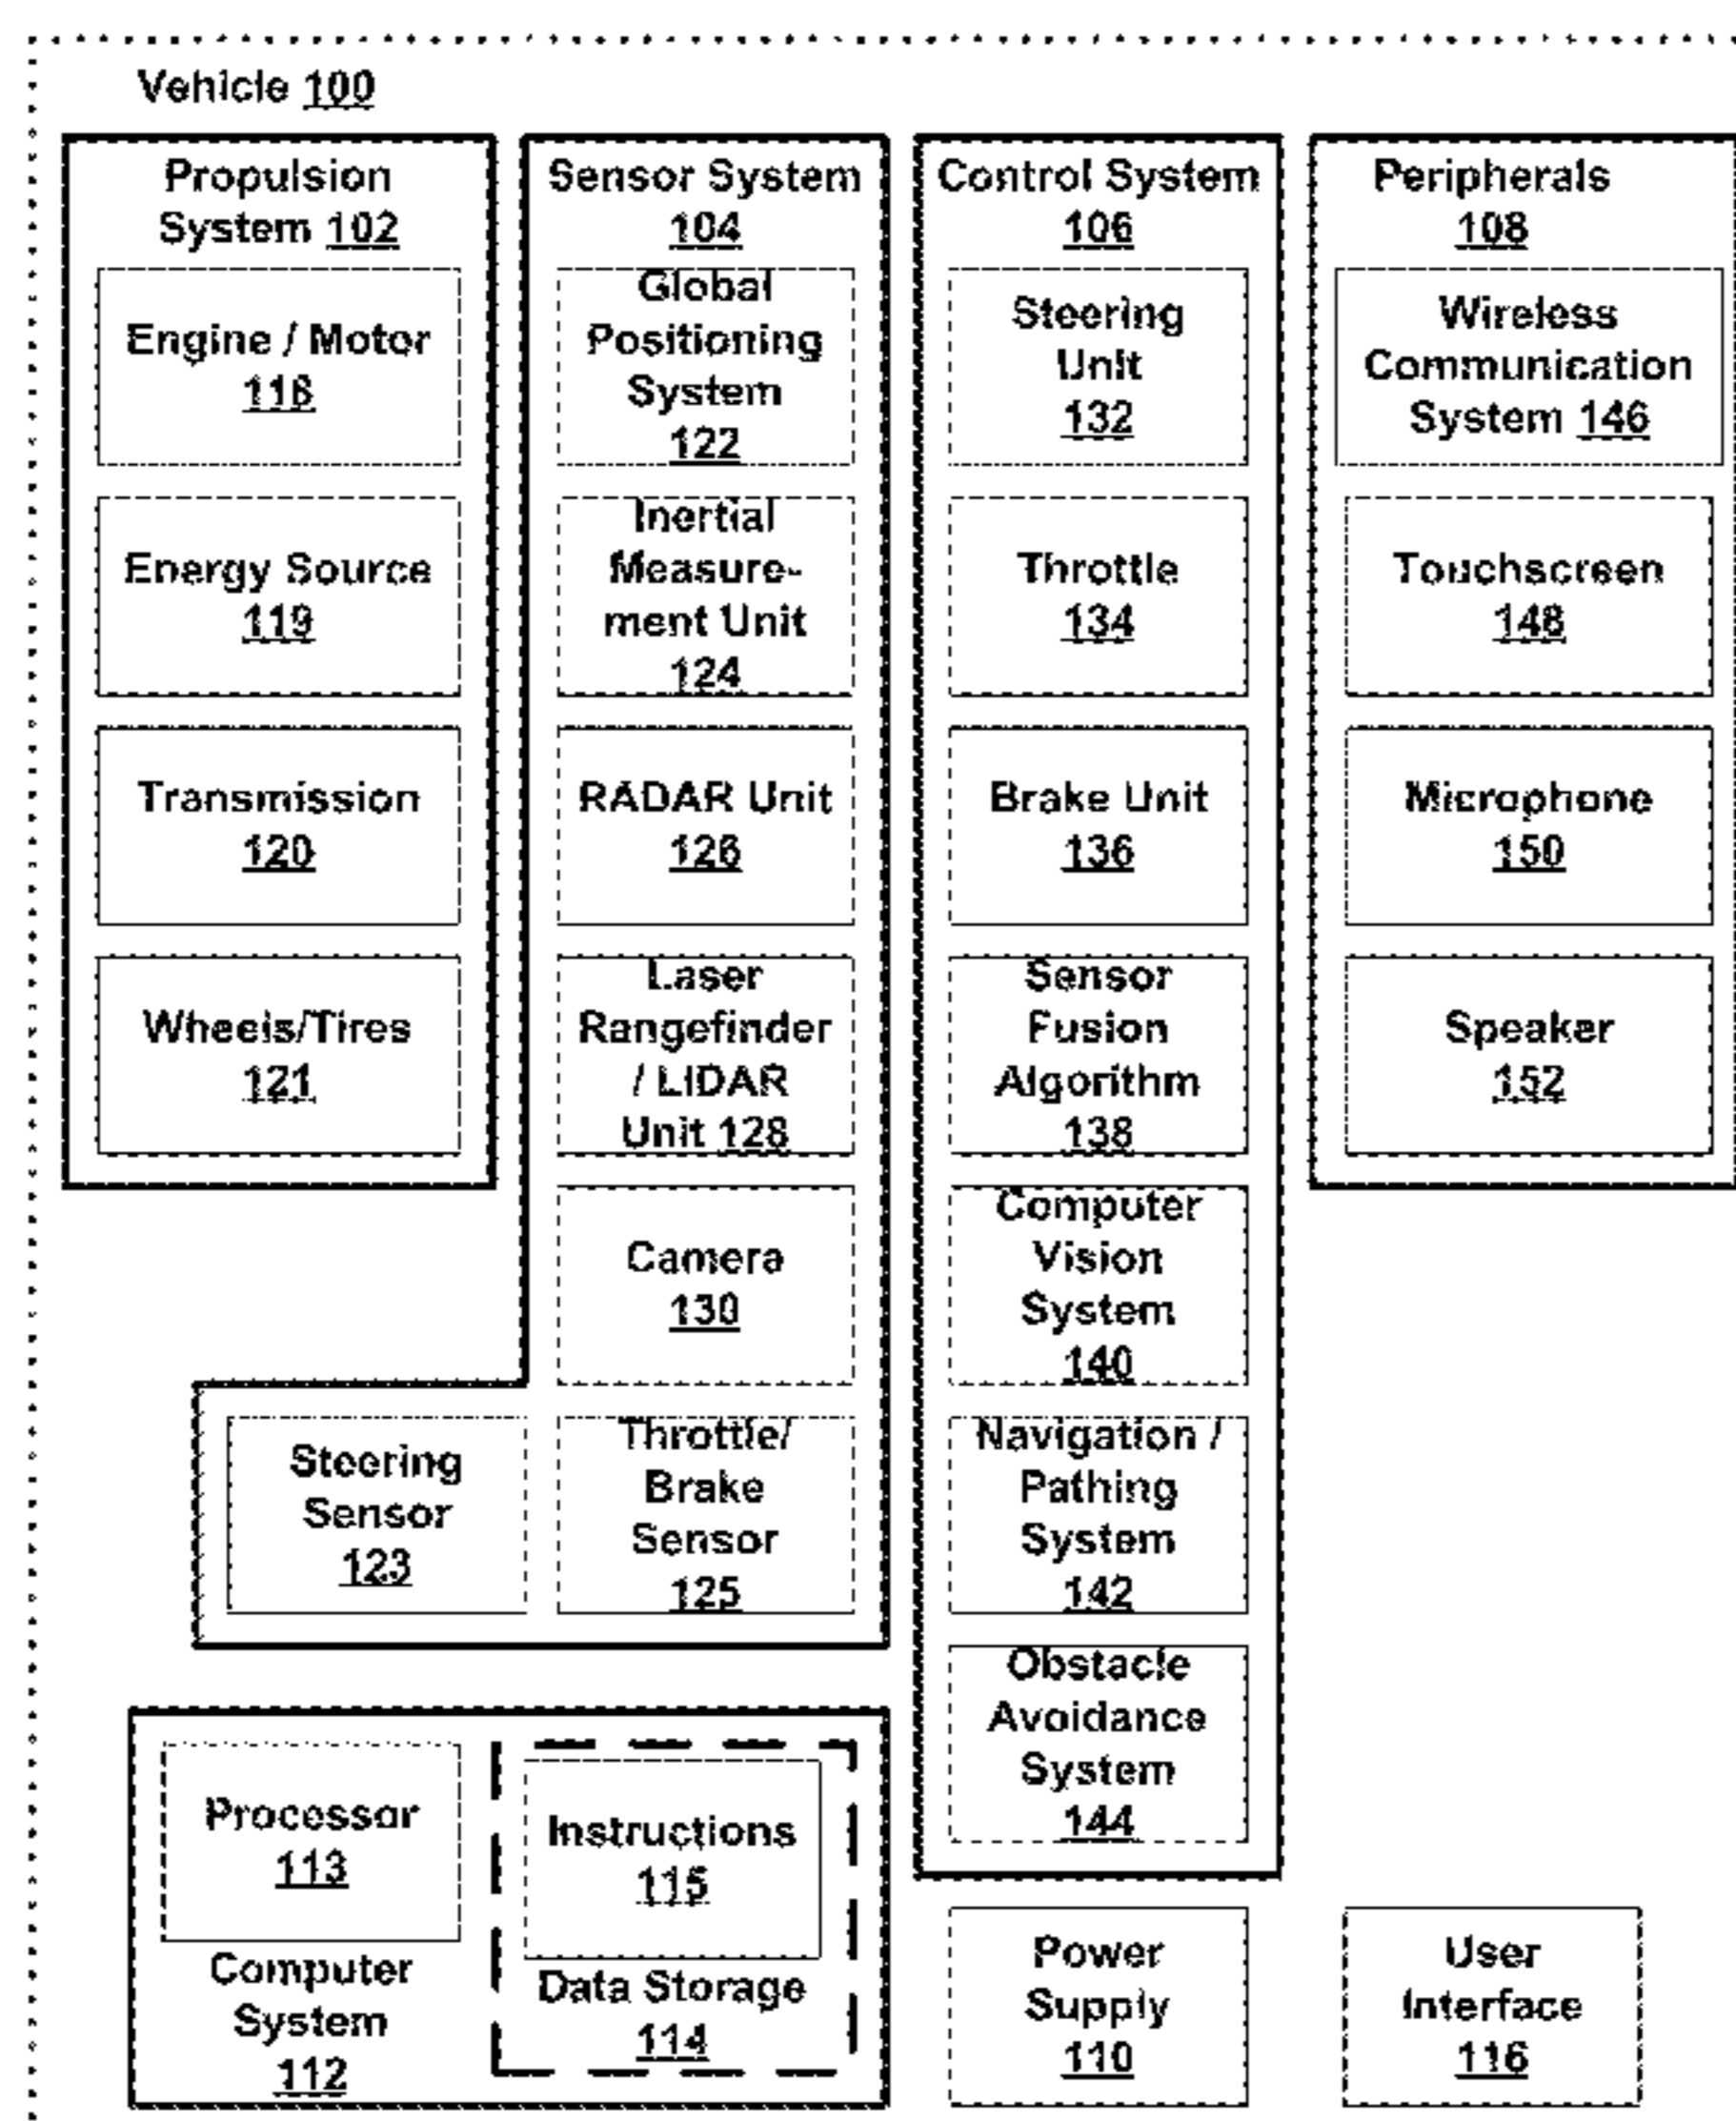 Vehicle 100
Propulsion
System 102
Engine / Motor
118
Energy Source
119
Transmission
120
Wheels/Tires
121
Sensor System
104
Global
Positioning
System
122
Inertial
Measure-
ment Unit
124
RADAR Unit
126
Laser
Rangefinder
/ LIDAR
Unit 128
Camera
130
Steering
Sensor
123
Throttle/
Brake
Sensor
125
Control System
106
Steering
Unit
132
Throttle
134
Brake Unit
136
Sensor
Fusion
Algorithm
138
Computer
Vision
System
140
Navigation /
Pathing
System
142
Obstacle
Avoidance
System
144
Peripherals
108
Wireless
Communication
System 146
Touchscreen
148
Microphone
150
Speaker
152
Processor
113
Computer
System
112
Instructions
115
Data Storage
114
Power
Supply
110
User
Interface
116